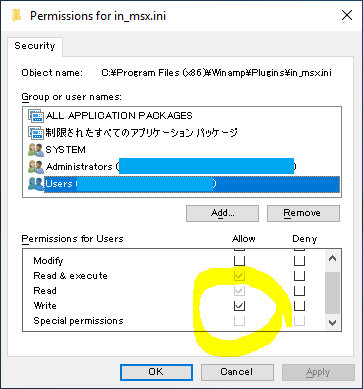 Permissions for in_msx.ini
Security
Object name: C:¥Program Files (x86)¥Winamp¥Plugins¥in_msx.ini
Group or user names:
ALL APPLICATION PACKAGES
制限されたすべてのアプリケーション パッケージ
SYSTEM
Administrators ( )
Users ( )
Add... Remove
Permissions for Users Allow Deny
Modify
Read & execute
Read
Write
Special permissions
OK Cancel Apply